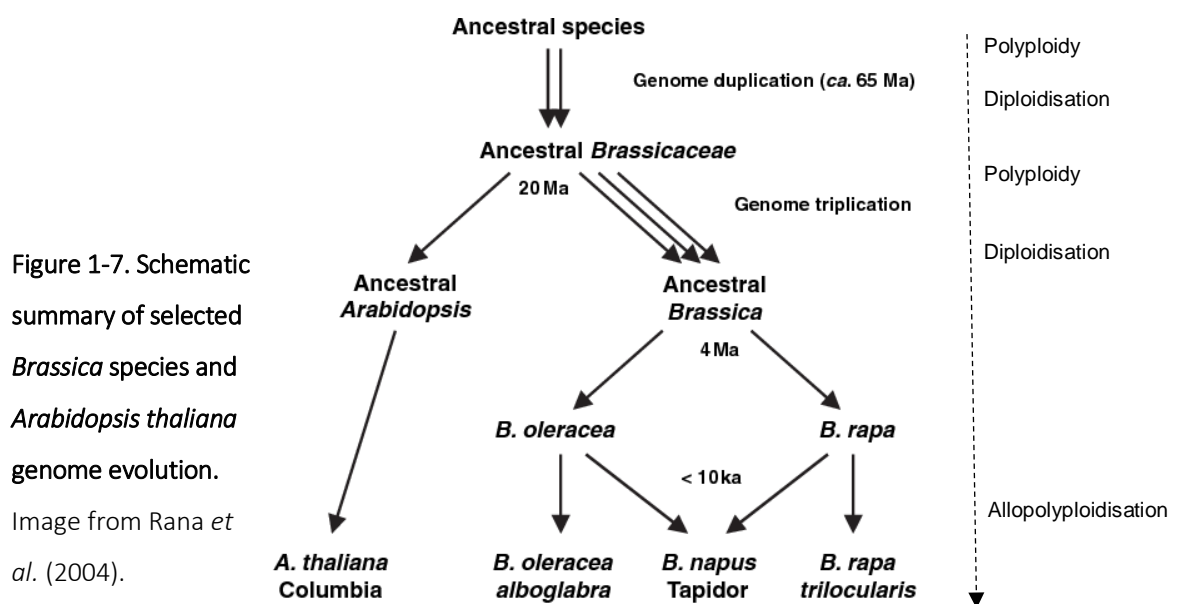 Ancestral species
Polyploidy
Genome duplication (ca. 65 Ma)
Diploidisation
Ancestral Brassicaceae
20 Ma
Polyploidy
Genome triplication
Diploidisation
Figure 1-7. Schematic
summary of selected
Brassica species and
Arabidopsis thaliana
genome evolution.
Image from Rana et
al. (2004).
Ancestral
Arabidopsis
Ancestral
Brassica
4 Ma
B. oleracea
B. rapa
< 10 ka
Allopolyploidisation
A. thaliana
Columbia
B. oleracea
alboglabra
B. napus
Tapidor
B. rapa
trilocularis